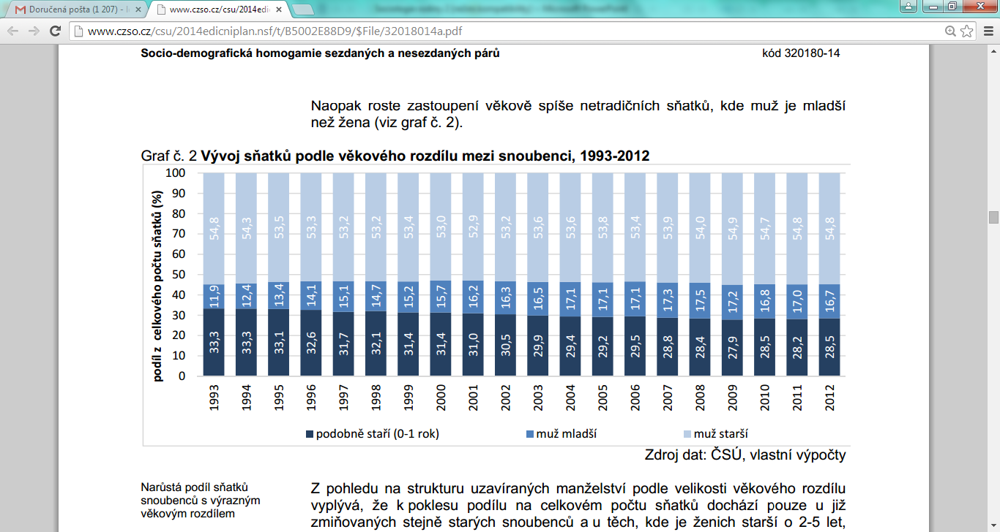 Doručená pošta (1 207) - l
www.czso.cz/csu/2014edi
www.czso.cz/csu/2014edicniplan.nsf/t/B5002E88D9/$File/32018014a.pdf
Socio-demografická homogamie sezdaných a nesezdaných párů kód 320180-14
Naopak roste zastoupení věkově spíše netradičních sňatků, kde muž je mladší
než žena (viz graf č. 2).
Graf č. 2 Vývoj sňatků podle věkového rozdílu mezi snoubenci, 1993-2012
podíl z celkového počtu sňatků (%)
100
90
80
70
60
50
40
30
20
10
0
54,8 54,3 53,5 53,3 53,2 53,2 53,4 53,0 52,9 53,2 53,6 53,6 53,8 53,4 53,9 54,0 54,9 54,7 54,8 54,8
11,9 12,4 13,4 14,1 15,1 14,7 15,2 15,7 16,2 16,3 16,5 17,1 17,1 17,1 17,3 17,5 17,2 16,8 17,0 16,7
33,3 33,3 33,1 32,6 31,7 32,1 31,4 31,4 31,0 30,5 29,9 29,4 29,2 29,5 28,8 28,4 27,9 28,5 28,2 28,5
1993 1994 1995 1996 1997 1998 1999 2000 2001 2002 2003 2004 2005 2006 2007 2008 2009 2010 2011 2012
podobně staří (0-1 rok) muž mladší muž starší
Zdroj dat: ČSÚ, vlastní výpočty
Narůstá podíl sňatků
snoubenců s výrazným
věkovým rozdílem
Z pohledu na strukturu uzavíraných manželství podle velikosti věkového rozdílu
vyplývá, že k poklesu podílu na celkovém počtu sňatků dochází pouze u již
zmiňovaných stejně starých snoubenců a u těch, kde je ženich starší o 2-5 let,